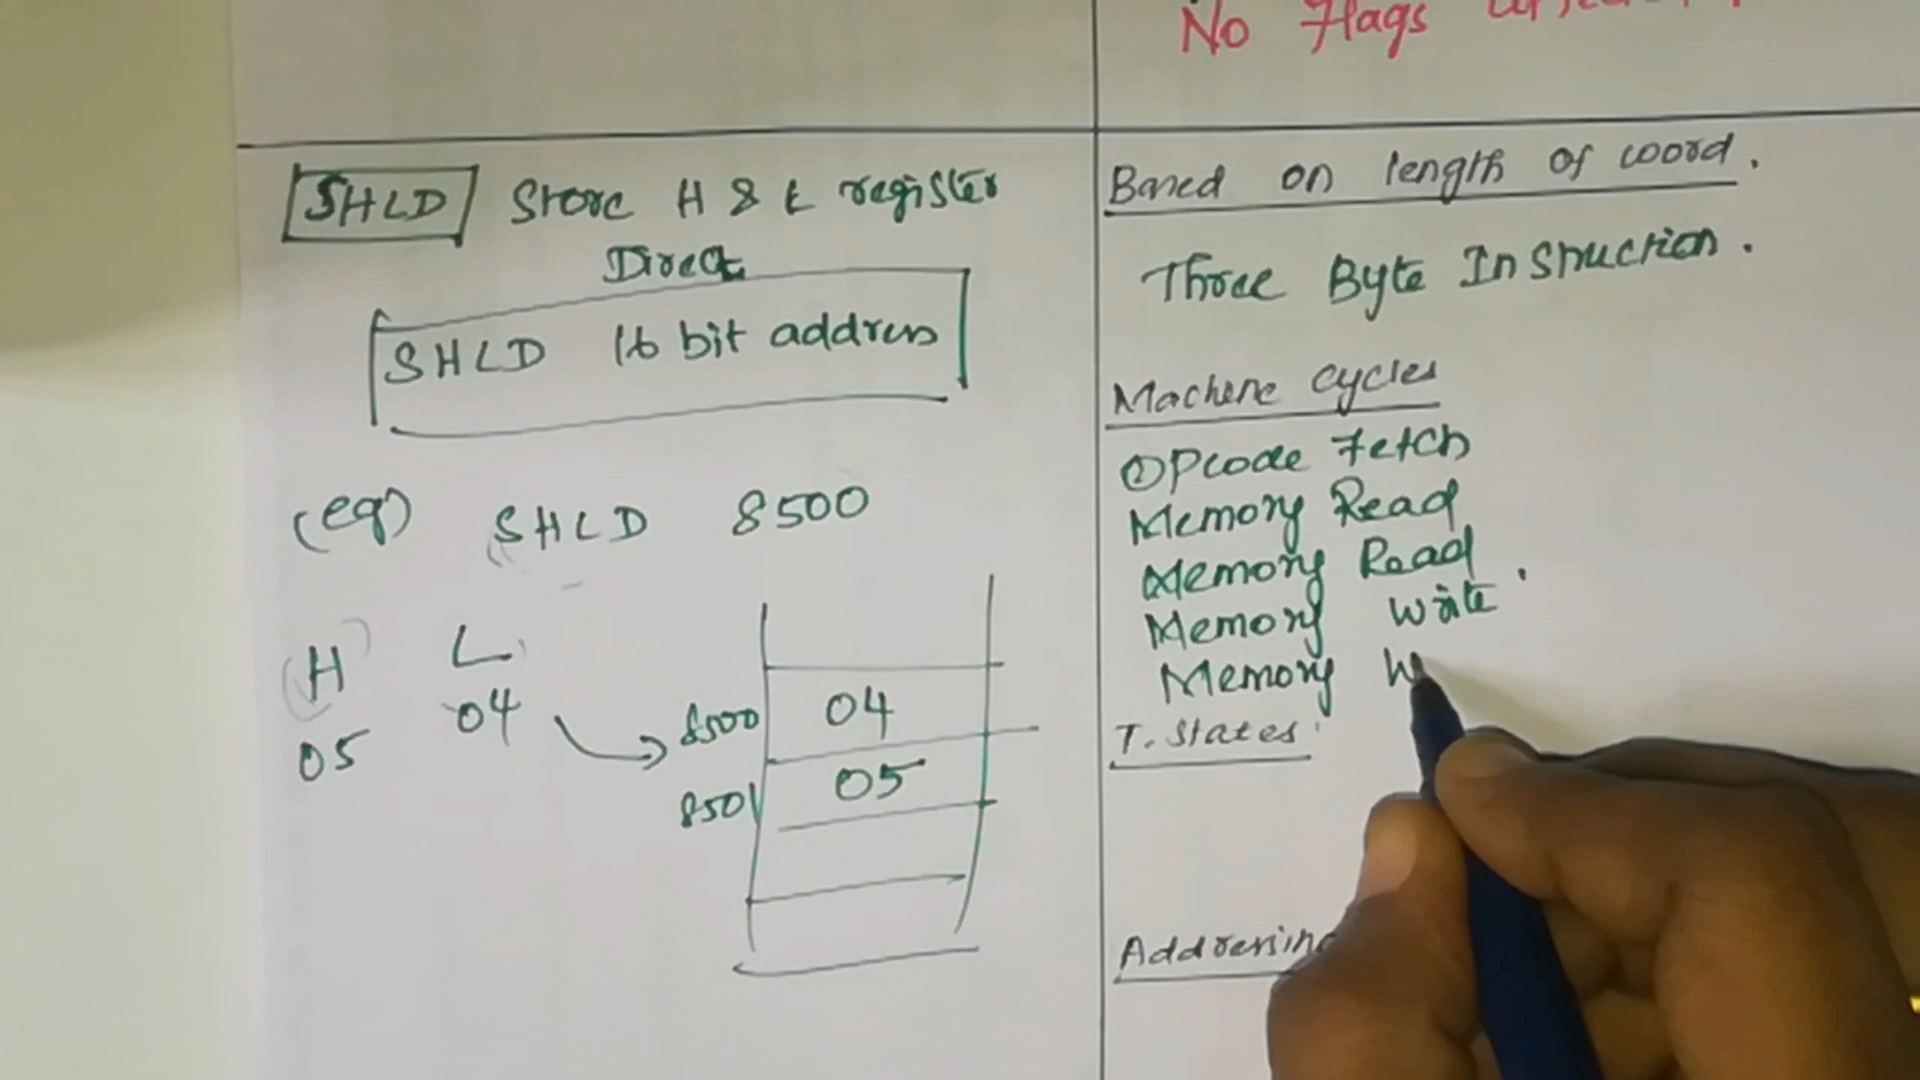 No Flags
SHLD Store H & L register
Direct
SHLD 16 bit address
(eg) SHLD 8500
H L
05 04
8500 04
8501 05
Based on length of word.
Three Byte Instruction.
Machine Cycles
Opcode Fetch
Memory Read
Memory Read
Memory Write.
Memory W
T. States
Addressing